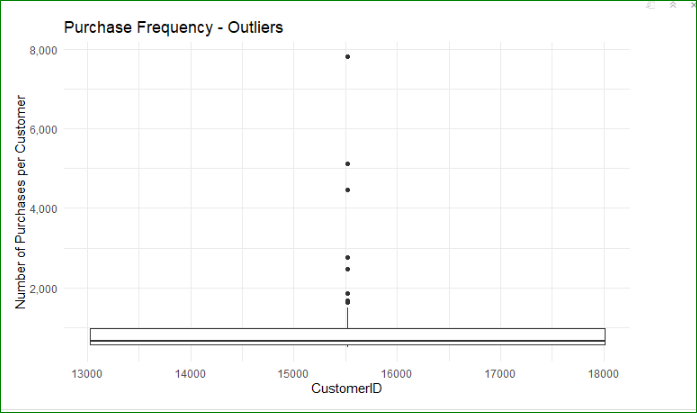 Purchase Frequency - Outliers
Number of Purchases per Customer
8,000
6,000
4,000
2,000
13000 14000 15000 16000 17000 18000
CustomerID